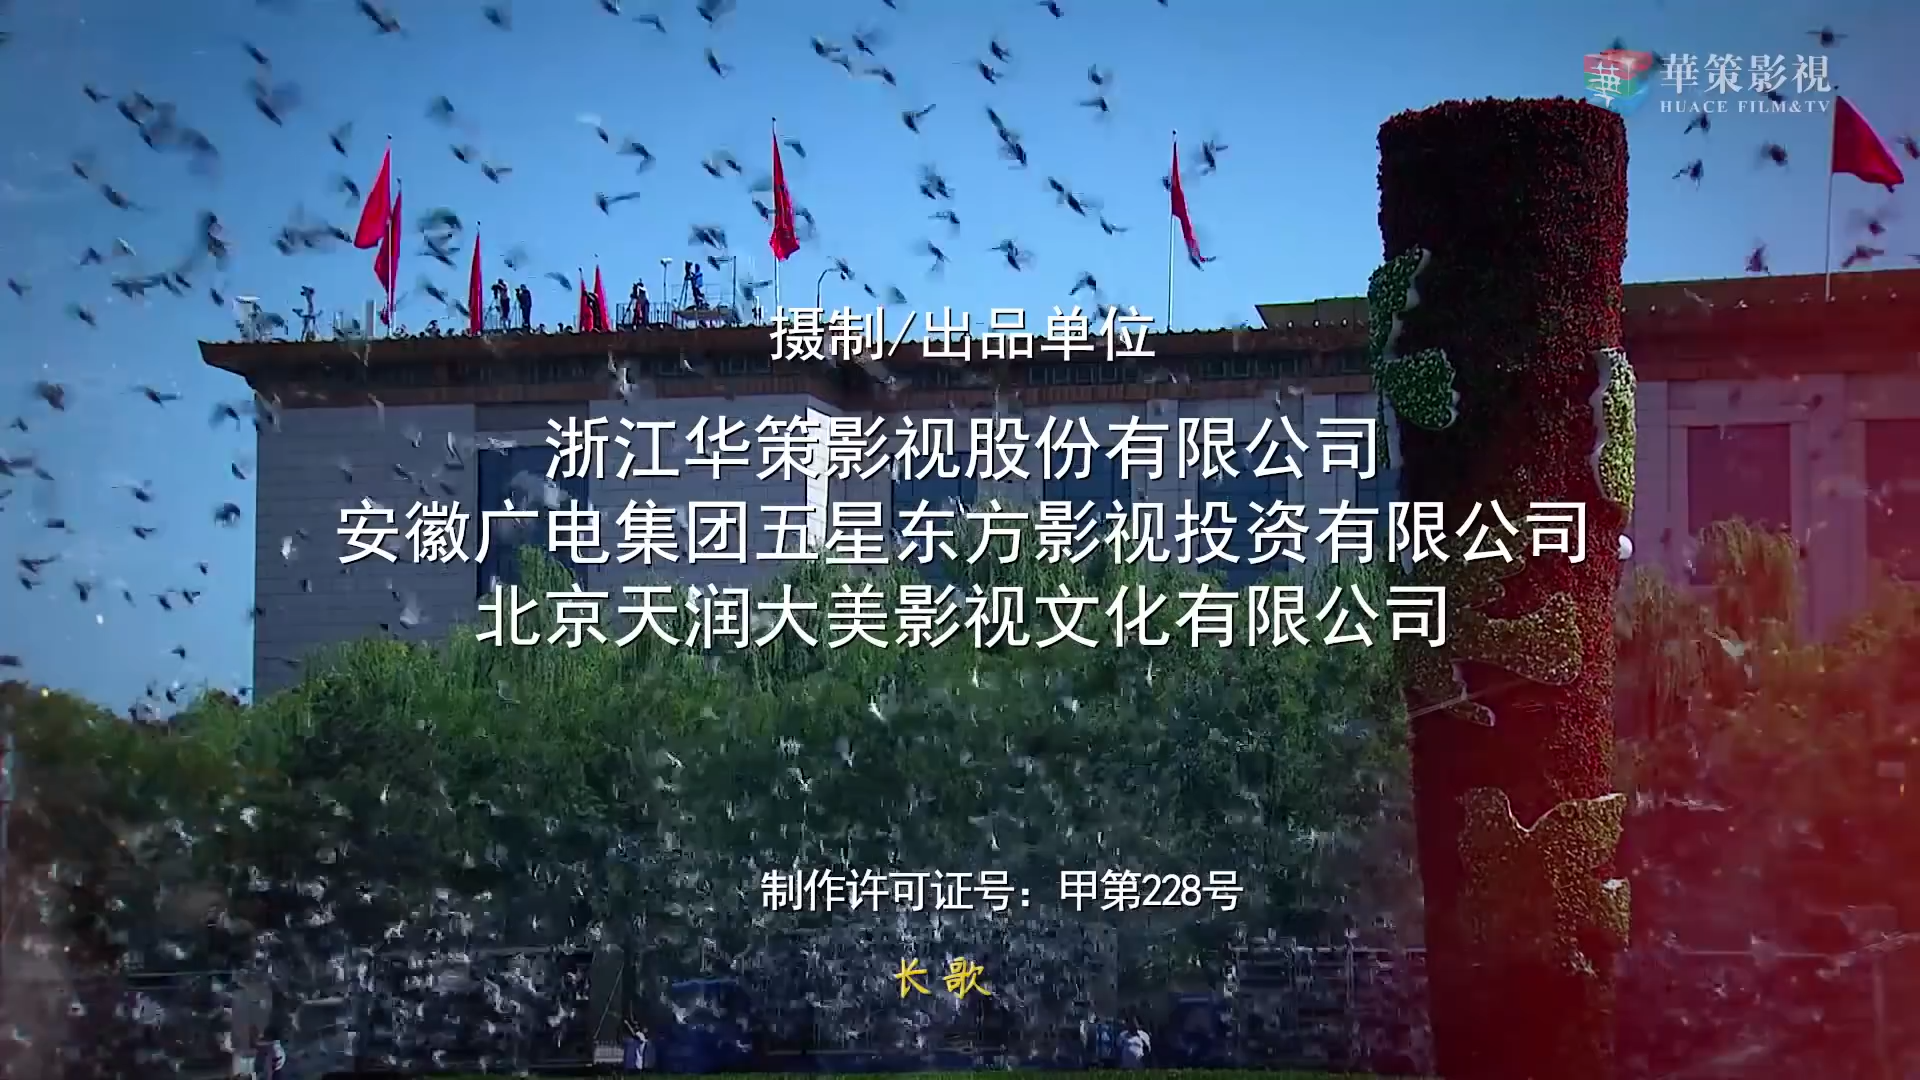 華策影視
HUACE FILM&TV
摄制/出品单位
浙江华策影视股份有限公司
安徽广电集团五星东方影视投资有限公司
北京天润大美影视文化有限公司
制作许可证号：甲第228号
长歌